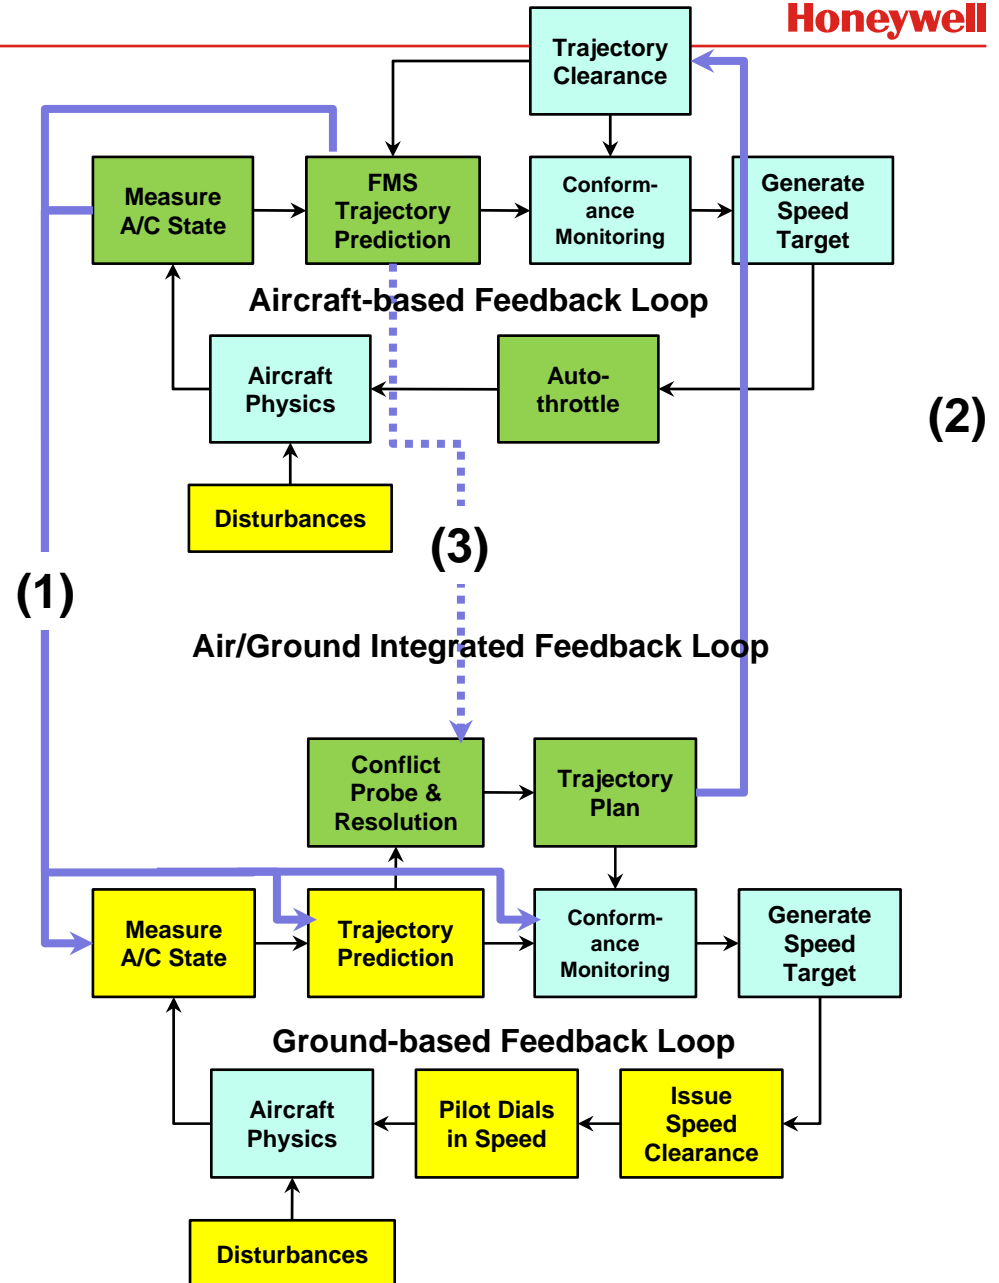 Honeywell
Trajectory
Clearance
Measure
A/C State
FMS
Trajectory
Prediction
Conform-
ance
Monitoring
Generate
Speed
Target
Aircraft-based Feedback Loop
Aircraft
Physics
Auto-
throttle
(2)
Disturbances
(3)
(1)
Air/Ground Integrated Feedback Loop
Conflict
Probe &
Resolution
Trajectory
Plan
Measure
A/C State
Trajectory
Prediction
Conform-
ance
Monitoring
Generate
Speed
Target
Ground-based Feedback Loop
Aircraft
Physics
Pilot Dials
in Speed
Issue
Speed
Clearance
Disturbances